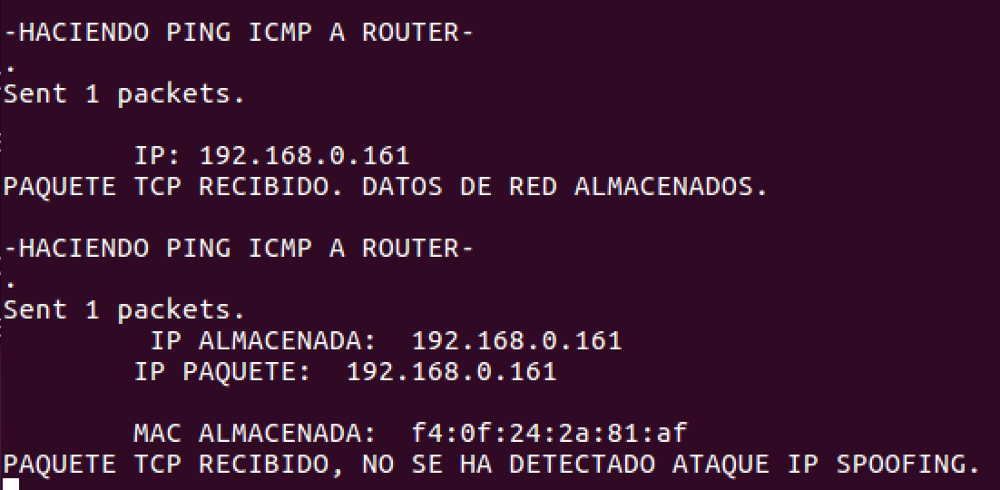 -HACIENDO PING ICMP A ROUTER-
.
Sent 1 packets.
IP: 192.168.0.161
PAQUETE TCP RECIBIDO. DATOS DE RED ALMACENADOS.
-HACIENDO PING ICMP A ROUTER-
.
Sent 1 packets.
IP ALMACENADA:  192.168.0.161
IP PAQUETE:  192.168.0.161
MAC ALMACENADA:  f4:0f:24:2a:81:af
PAQUETE TCP RECIBIDO, NO SE HA DETECTADO ATAQUE IP SPOOFING.